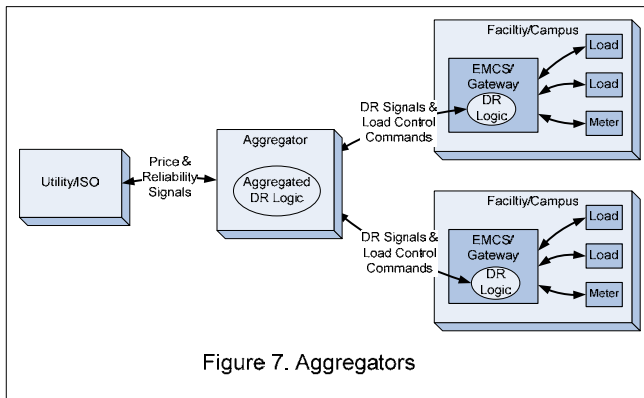 Faciltiy/Campus
EMCS/
Gateway
DR
Logic
Load
Load
Meter
DR Signals &
Load Control
Commands
Aggregator
Aggregated
DR Logic
Price &
Reliability
Signals
Utility/ISO
DR Signals &
Load Control
Commands
Faciltiy/Campus
EMCS/
Gateway
DR
Logic
Load
Load
Meter
Figure 7. Aggregators